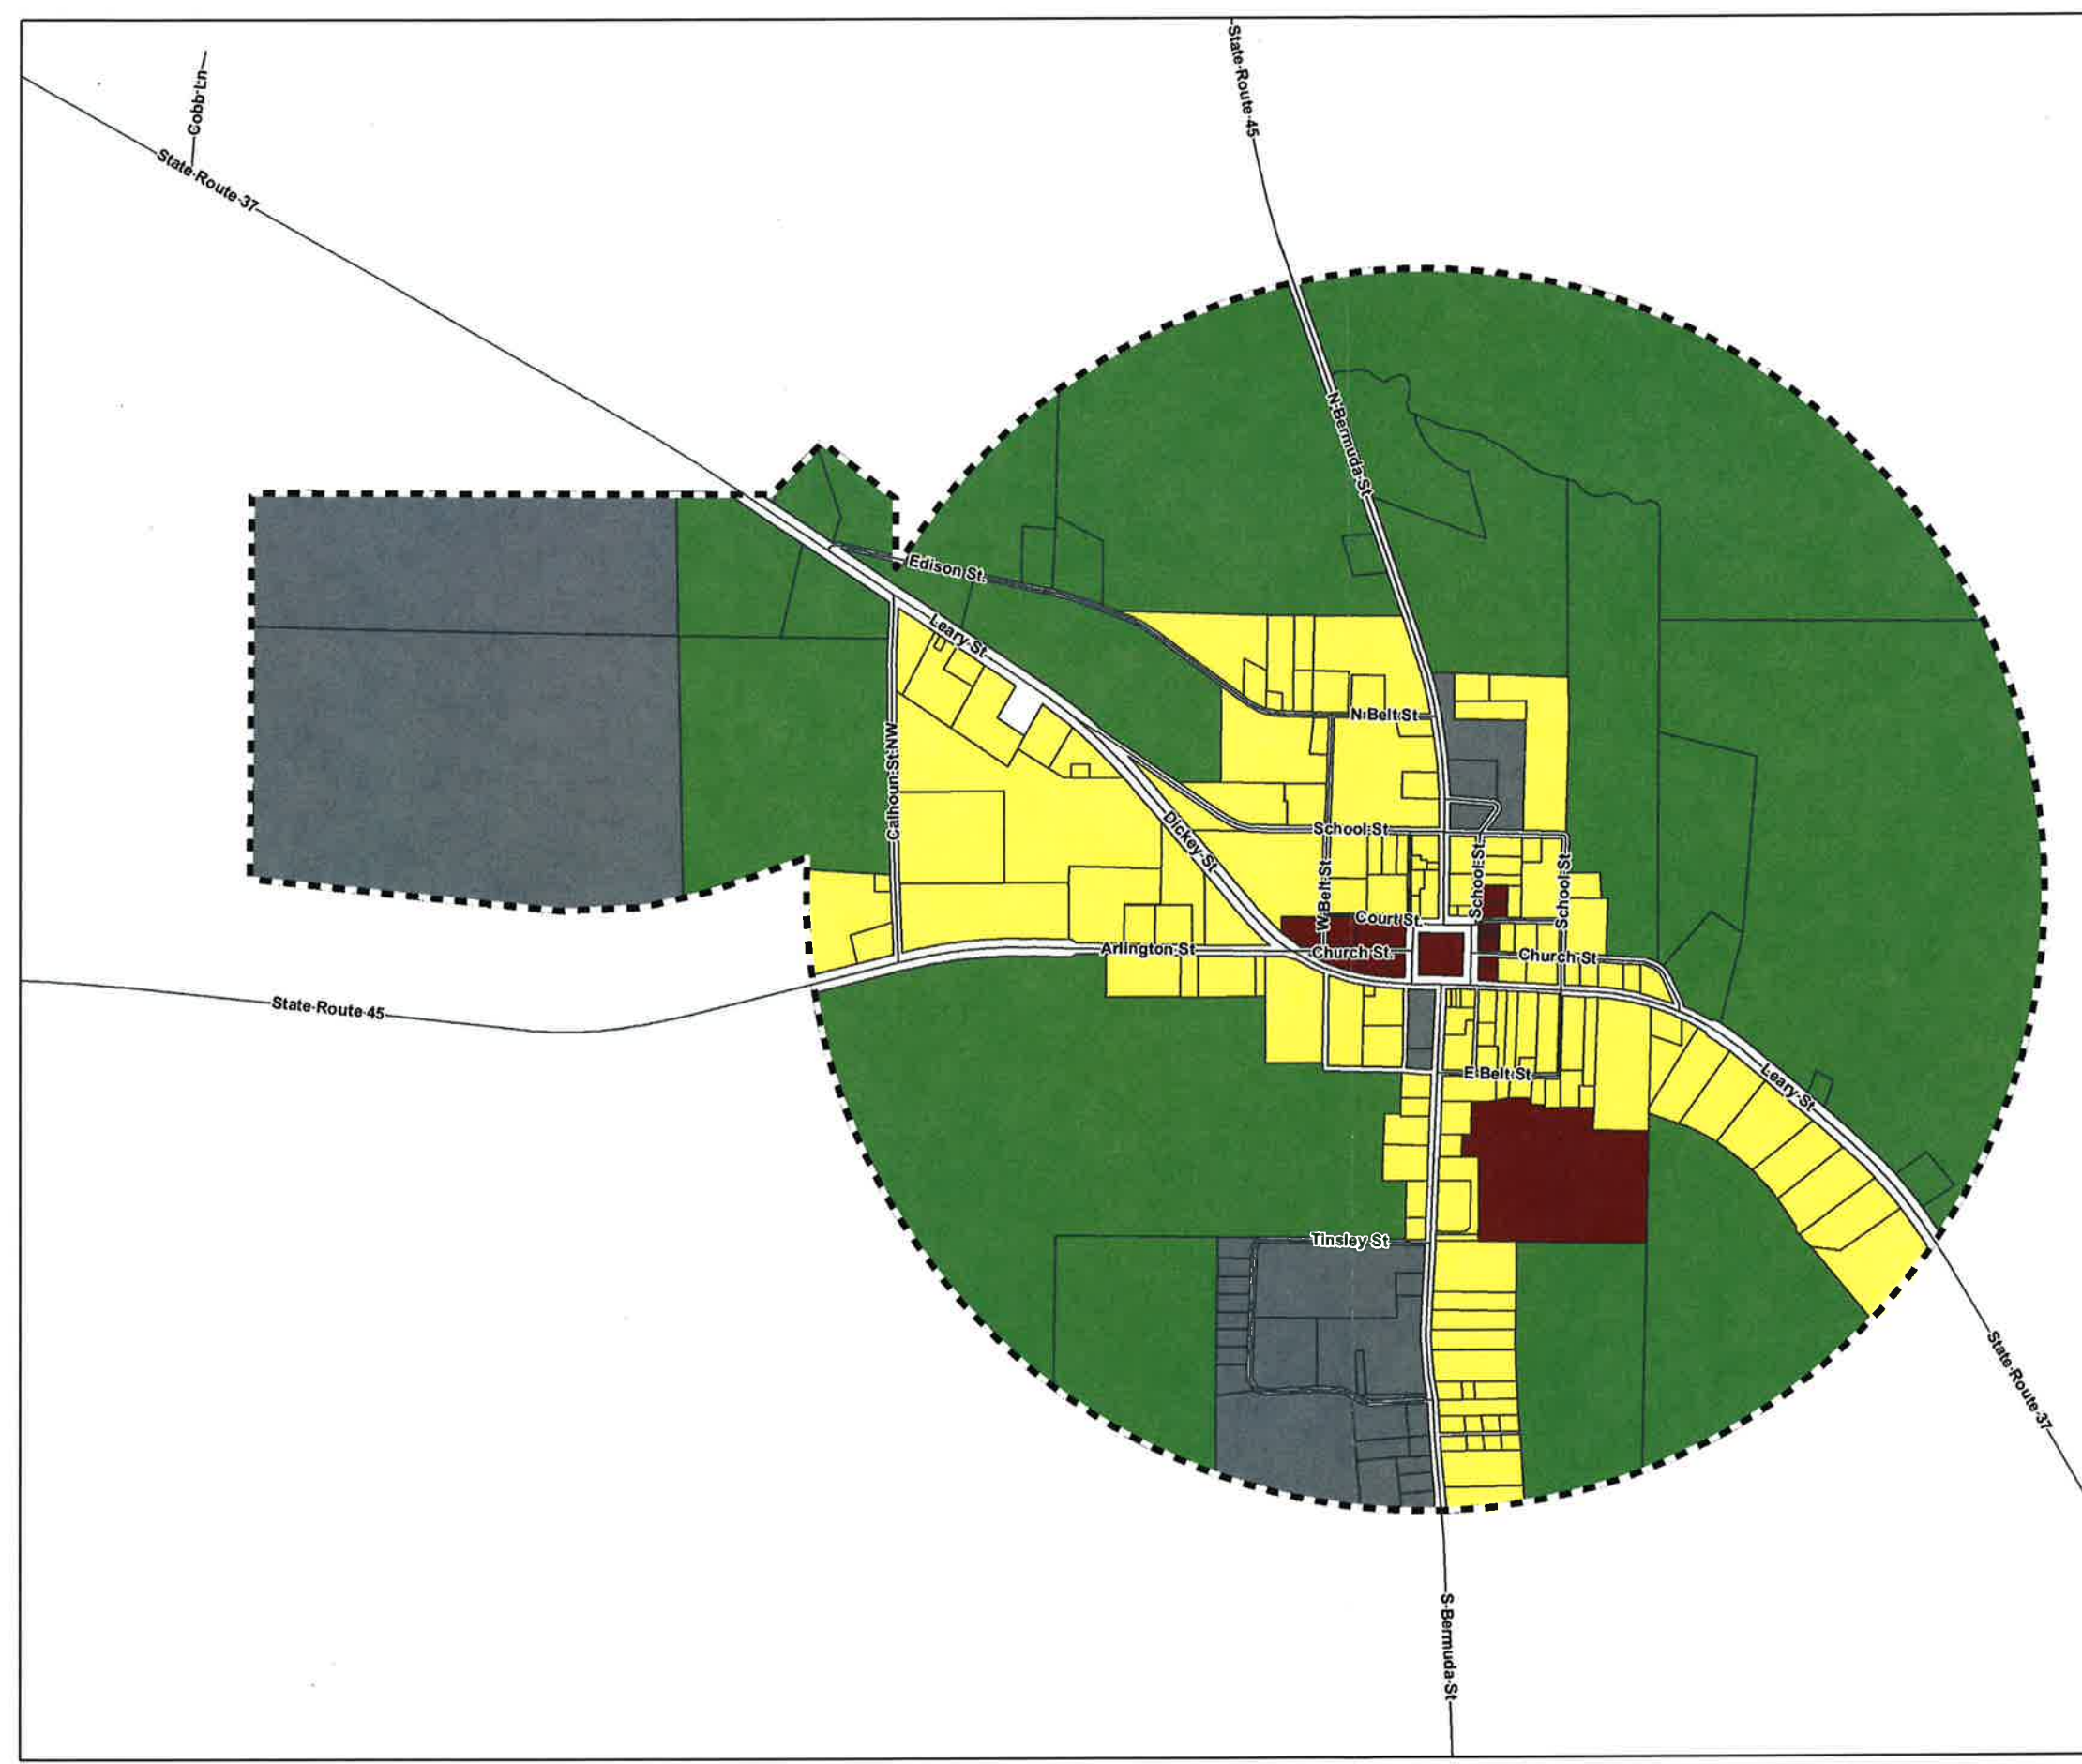 State Route 45
Cobb Ln
State Route 37
N Bermuda St
Edison St.
Leary St
N Belt St
Calhoun St NW
School St
Dickey St
School St
School St
W Belt St
Court St.
Arlington St
Church St.
Church St
State Route 45
E Belt St
Leary St
Tinsley St
State Route 37
S Bermuda St